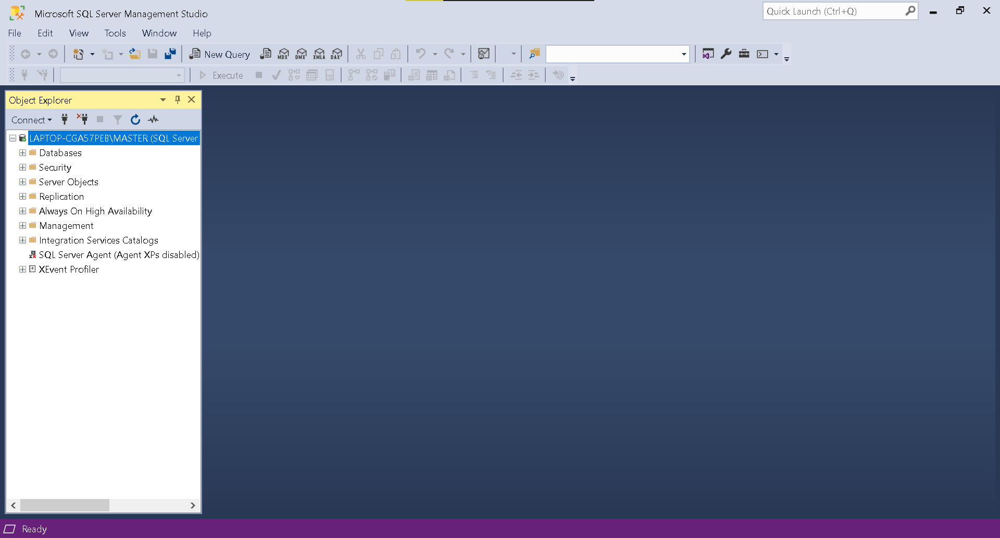 Microsoft SQL Server Management Studio
Quick Launch (Ctrl+Q)
File Edit View Tools Window Help
New Query MDX DMX XMLA DAX
Execute
Object Explorer
Connect
LAPTOP-CGA57PEB\MASTER (SQL Server
Databases
Security
Server Objects
Replication
Always On High Availability
Management
Integration Services Catalogs
SQL Server Agent (Agent XPs disabled)
XEvent Profiler
Ready